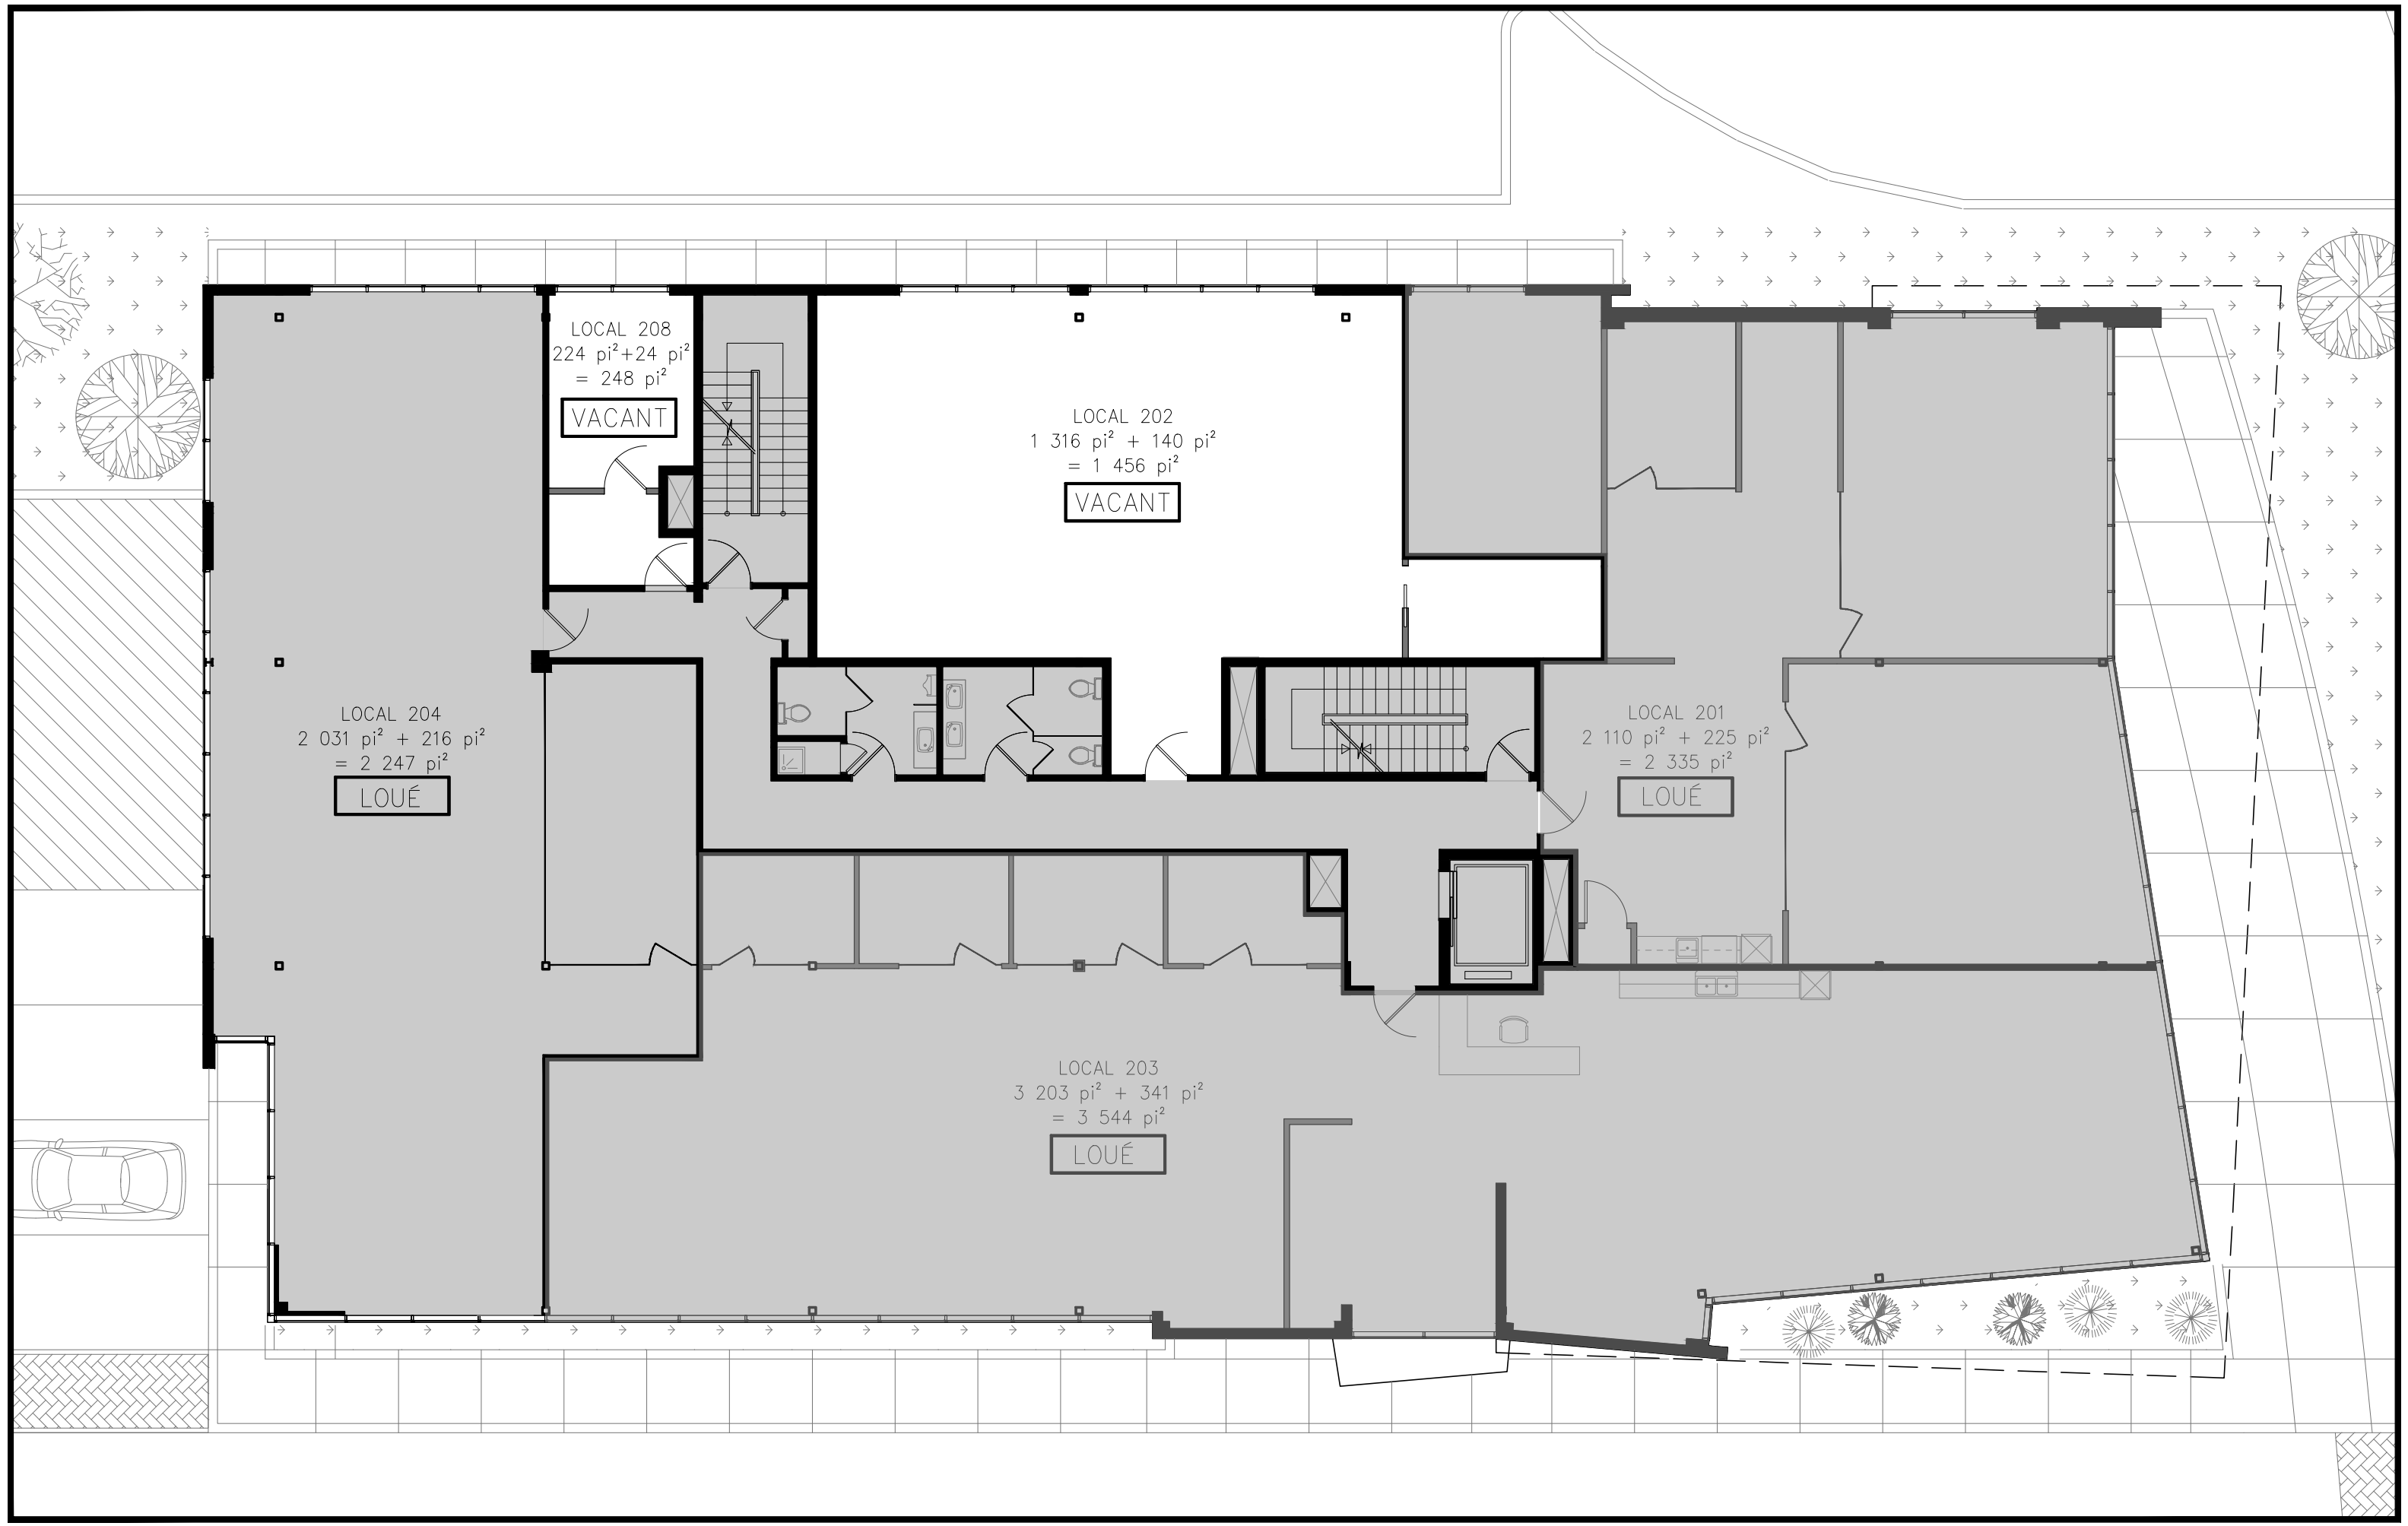 LOCAL 208
224 pi²+24 pi²
= 248 pi²
VACANT
LOCAL 202
1 316 pi² + 140 pi²
= 1 456 pi²
VACANT
LOCAL 204
2 031 pi² + 216 pi²
= 2 247 pi²
LOUÉ
LOCAL 201
2 110 pi² + 225 pi²
= 2 335 pi²
LOUÉ
LOCAL 203
3 203 pi² + 341 pi²
= 3 544 pi²
LOUÉ